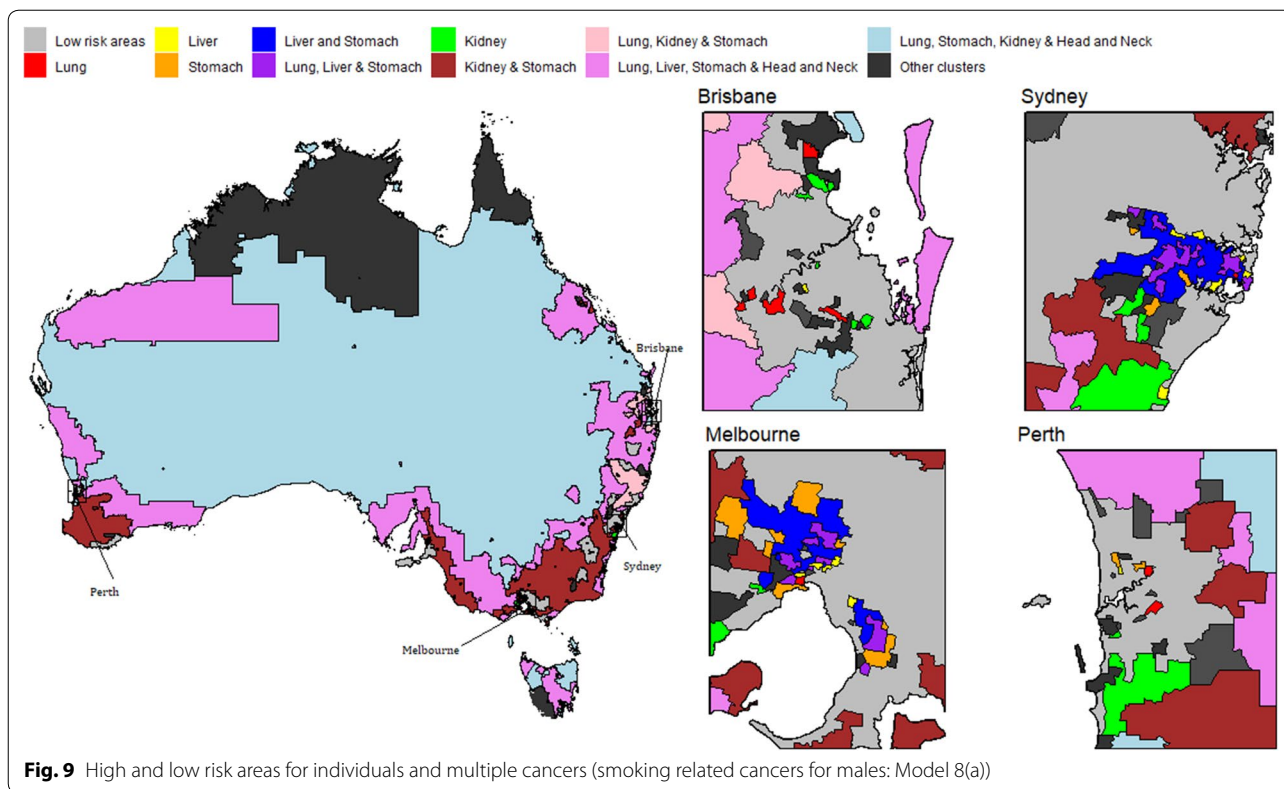 Low risk areas
Liver
Liver and Stomach
Kidney
Lung, Kidney & Stomach
Lung, Stomach, Kidney & Head and Neck
Lung
Stomach
Lung, Liver & Stomach
Kidney & Stomach
Lung, Liver, Stomach & Head and Neck
Other clusters
Brisbane
Sydney
Brisbane
Sydney
Perth
Melbourne
Melbourne
Perth
Fig. 9 High and low risk areas for individuals and multiple cancers (smoking related cancers for males: Model 8(a))